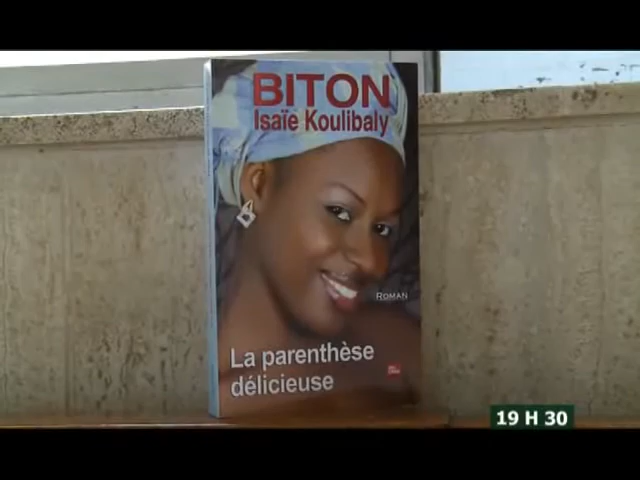 BITON
Isaïe Koulibaly
ROMAN
La parenthèse
délicieuse
19 H 30